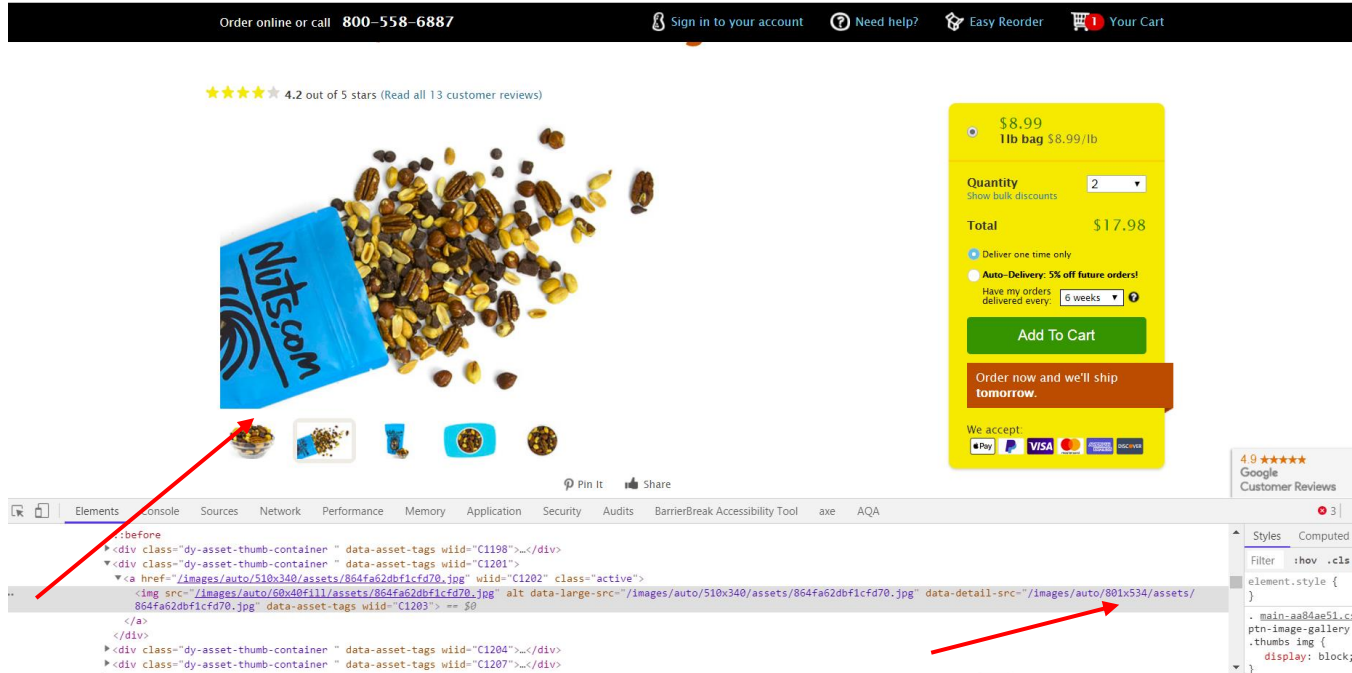 Order online or call 800-558-6887
Sign in to your account
Need help?
Easy Reorder
1 Your Cart
4.2 out of 5 stars (Read all 13 customer reviews)
Nuts.com
$8.99
1lb bag $8.99/lb
Quantity
2
Show bulk discounts
Total $17.98
Deliver one time only
Auto-Delivery: 5% off future orders!
Have my orders
delivered every:
6 weeks
Add To Cart
Order now and we'll ship
tomorrow.
We accept:
Pay
VISA
DISCOVER
Pin It
Share
4.9 ★★★★★
Google
Customer Reviews
Elements Console Sources Network Performance Memory Application Security Audits BarrierBreak Accessibility Tool axe AQA
3
::before
<div class="dy-asset-thumb-container " data-asset-tags wiid="C1198">…</div>
<div class="dy-asset-thumb-container " data-asset-tags wiid="C1201">
<a href="/images/auto/510x340/assets/864fa62dbf1cfd70.jpg" wiid="C1202" class="active">
<img src="/images/auto/60x40fill/assets/864fa62dbf1cfd70.jpg" alt data-large-src="/images/auto/510x340/assets/864fa62dbf1cfd70.jpg" data-detail-src="/images/auto/801x534/assets/
864fa62dbf1cfd70.jpg" data-asset-tags wiid="C1203"> == $0
</a>
</div>
<div class="dy-asset-thumb-container " data-asset-tags wiid="C1204">…</div>
<div class="dy-asset-thumb-container " data-asset-tags wiid="C1207">…</div>
Styles Computed
Filter :hov .cls
element.style {
}
. main-aa84ae51.cs
ptn-image-gallery
.thumbs img {
display: block;
}